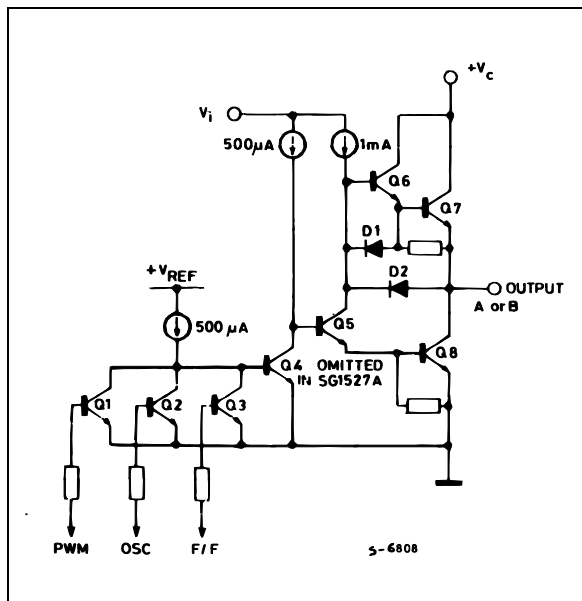 +Vc
Vi
500µA
1mA
Q6
Q7
D1
D2
+VREF
OUTPUT
A or B
500 µA
Q5
Q8
Q4
OMITTED
IN SG1527A
Q1
Q2
Q3
PWM
OSC
F/F
S-6808